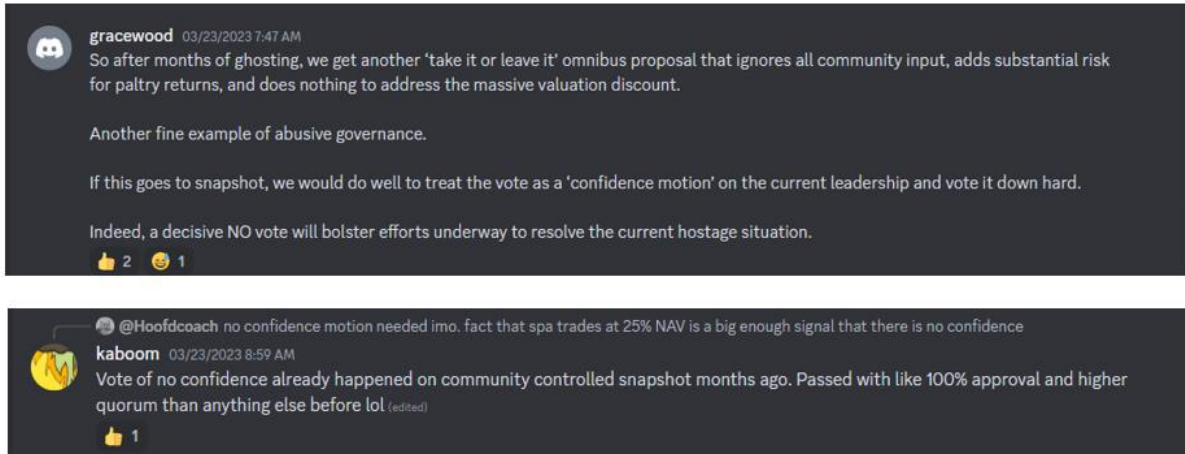 gracewood 03/23/2023 7:47 AM
So after months of ghosting, we get another 'take it or leave it' omnibus proposal that ignores all community input, adds substantial risk
for paltry returns, and does nothing to address the massive valuation discount.
Another fine example of abusive governance.
If this goes to snapshot, we would do well to treat the vote as a 'confidence motion' on the current leadership and vote it down hard.
Indeed, a decisive NO vote will bolster efforts underway to resolve the current hostage situation.
👍 2 😅 1
@Hoofdcoach no confidence motion needed imo. fact that spa trades at 25% NAV is a big enough signal that there is no confidence
kaboom 03/23/2023 8:59 AM
Vote of no confidence already happened on community controlled snapshot months ago. Passed with like 100% approval and higher
quorum than anything else before lol (edited)
👍 1